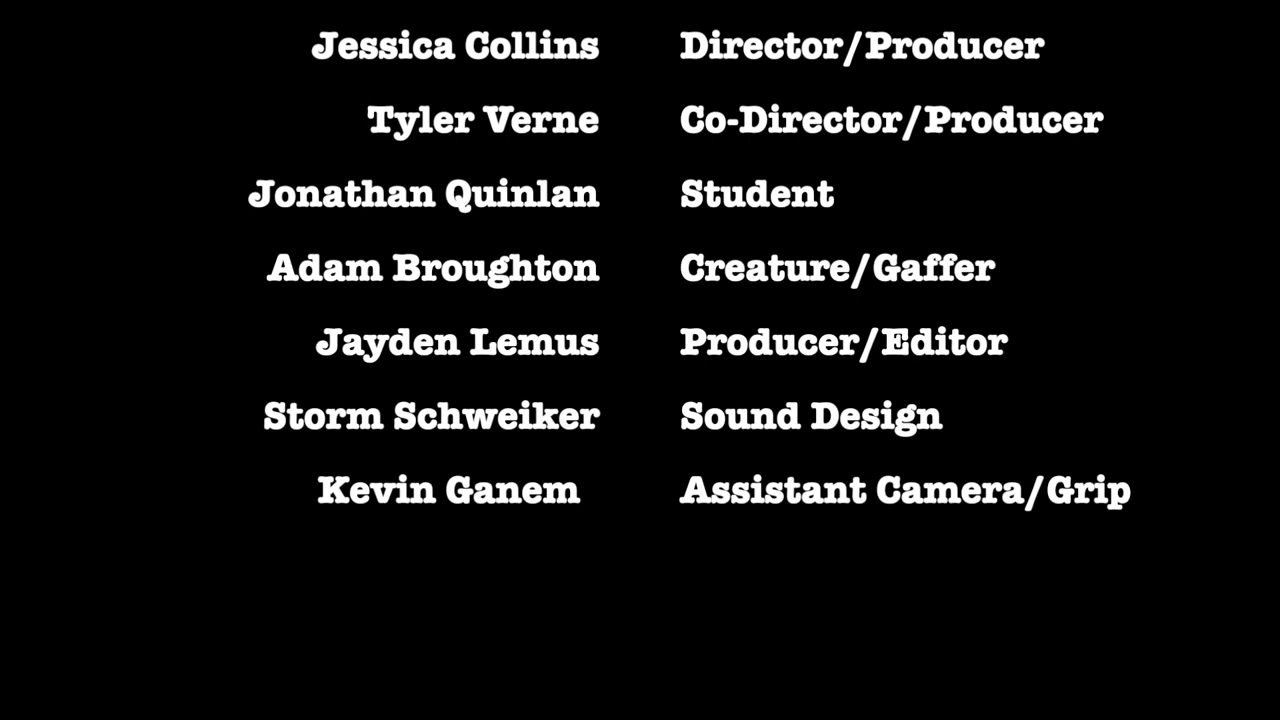 Jessica Collins Director/Producer
Tyler Verne Co-Director/Producer
Jonathan Quinlan Student
Adam Broughton Creature/Gaffer
Jayden Lemus Producer/Editor
Storm Schweiker Sound Design
Kevin Ganem Assistant Camera/Grip